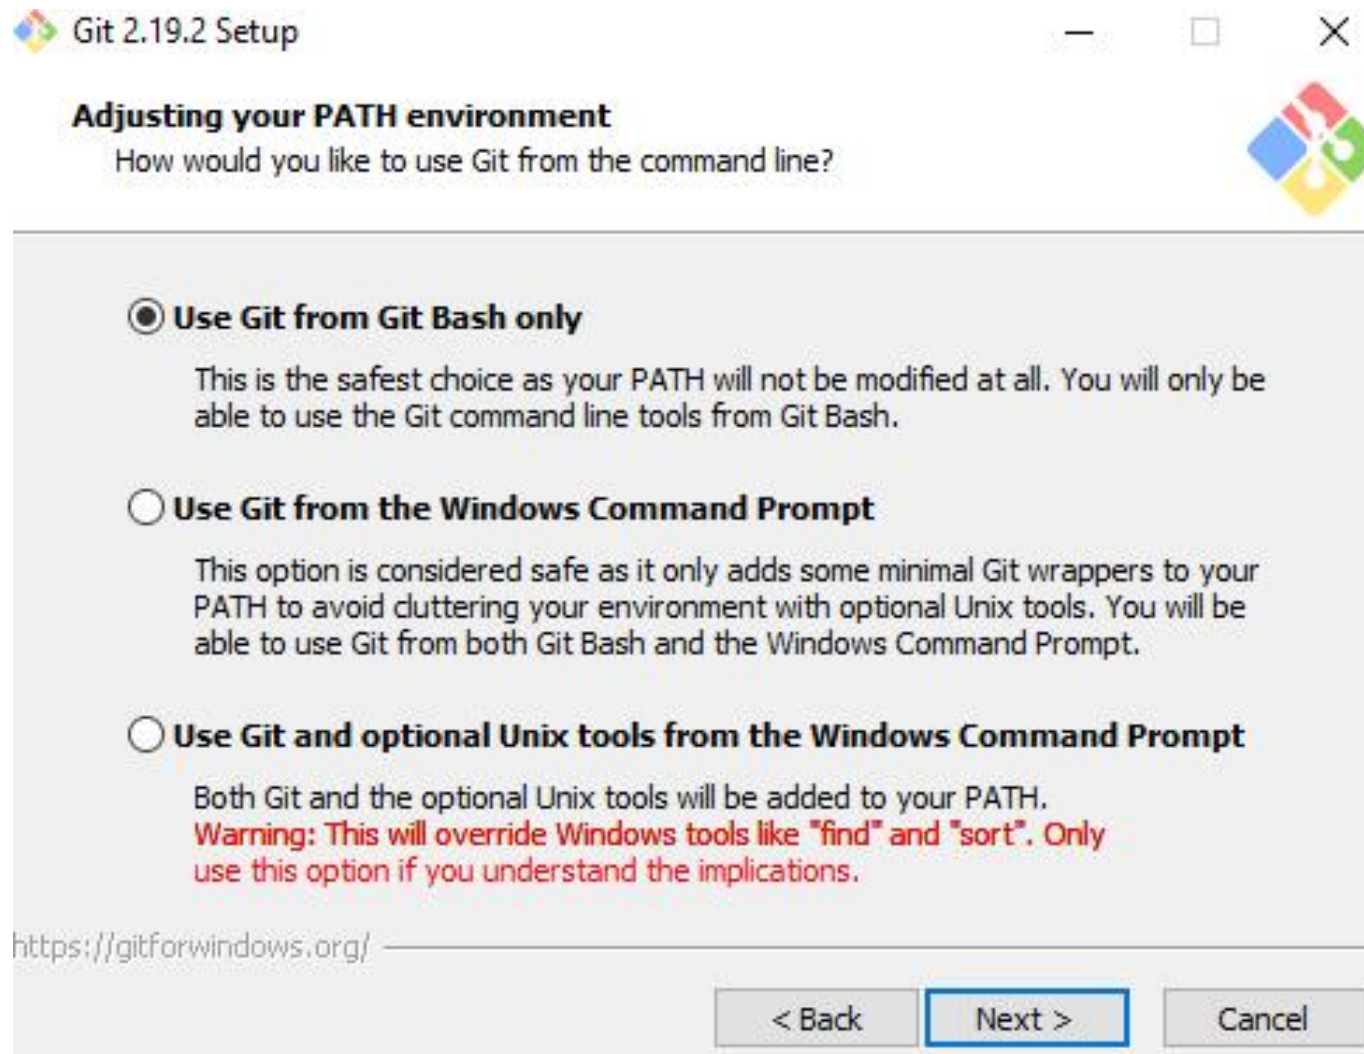 Git 2.19.2 Setup
Adjusting your PATH environment
How would you like to use Git from the command line?
Use Git from Git Bash only
This is the safest choice as your PATH will not be modified at all. You will only be
able to use the Git command line tools from Git Bash.
Use Git from the Windows Command Prompt
This option is considered safe as it only adds some minimal Git wrappers to your
PATH to avoid cluttering your environment with optional Unix tools. You will be
able to use Git from both Git Bash and the Windows Command Prompt.
Use Git and optional Unix tools from the Windows Command Prompt
Both Git and the optional Unix tools will be added to your PATH.
Warning: This will override Windows tools like "find" and "sort". Only
use this option if you understand the implications.
https://gitforwindows.org/
< Back Next > Cancel